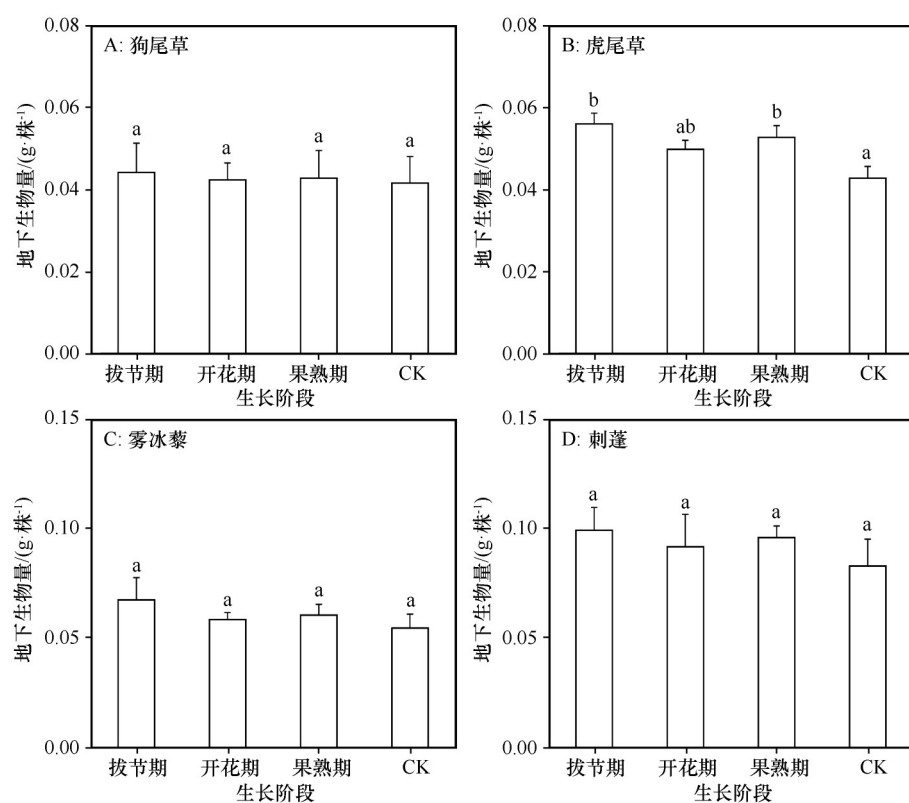 A: 狗尾草
0.08
0.06
0.04
0.02
0.00
地下生物量/(g·株-1)
a
a
a
a
拔节期 开花期 果熟期 CK
生长阶段
B: 虎尾草
0.08
0.06
0.04
0.02
0.00
地下生物量/(g·株-1)
b
ab
b
a
拔节期 开花期 果熟期 CK
生长阶段
C: 雾冰藜
0.15
0.10
0.05
0.00
地下生物量/(g·株-1)
a
a
a
a
拔节期 开花期 果熟期 CK
生长阶段
D: 刺蓬
0.15
0.10
0.05
0.00
地下生物量/(g·株-1)
a
a
a
a
拔节期 开花期 果熟期 CK
生长阶段